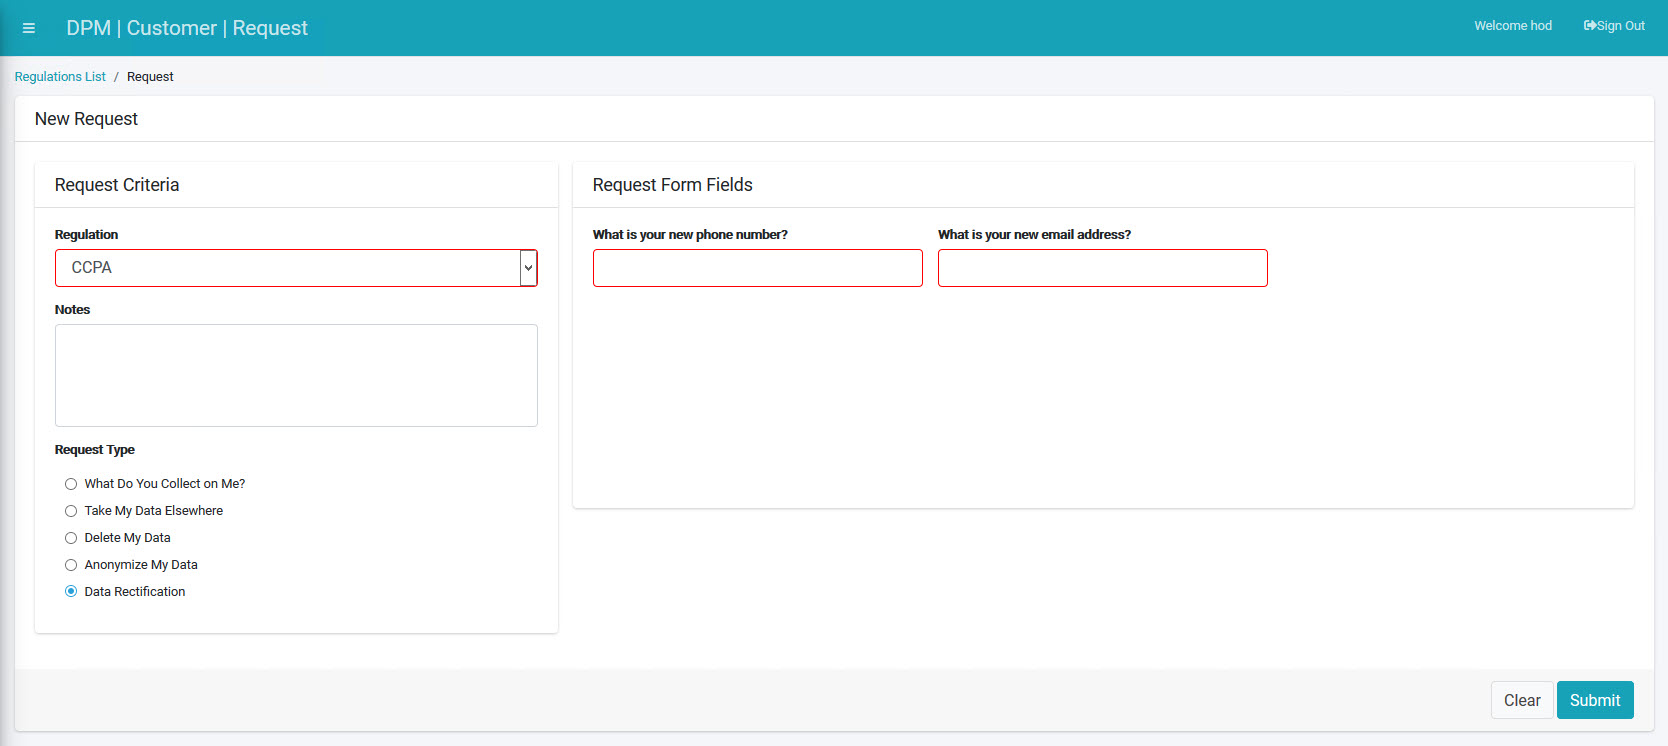 DPM | Customer | Request
Welcome hod
Sign Out
Regulations List / Request
New Request
Request Criteria
Regulation
CCPA
Notes
Request Type
What Do You Collect on Me?
Take My Data Elsewhere
Delete My Data
Anonymize My Data
Data Rectification
Request Form Fields
What is your new phone number?
What is your new email address?
Clear
Submit